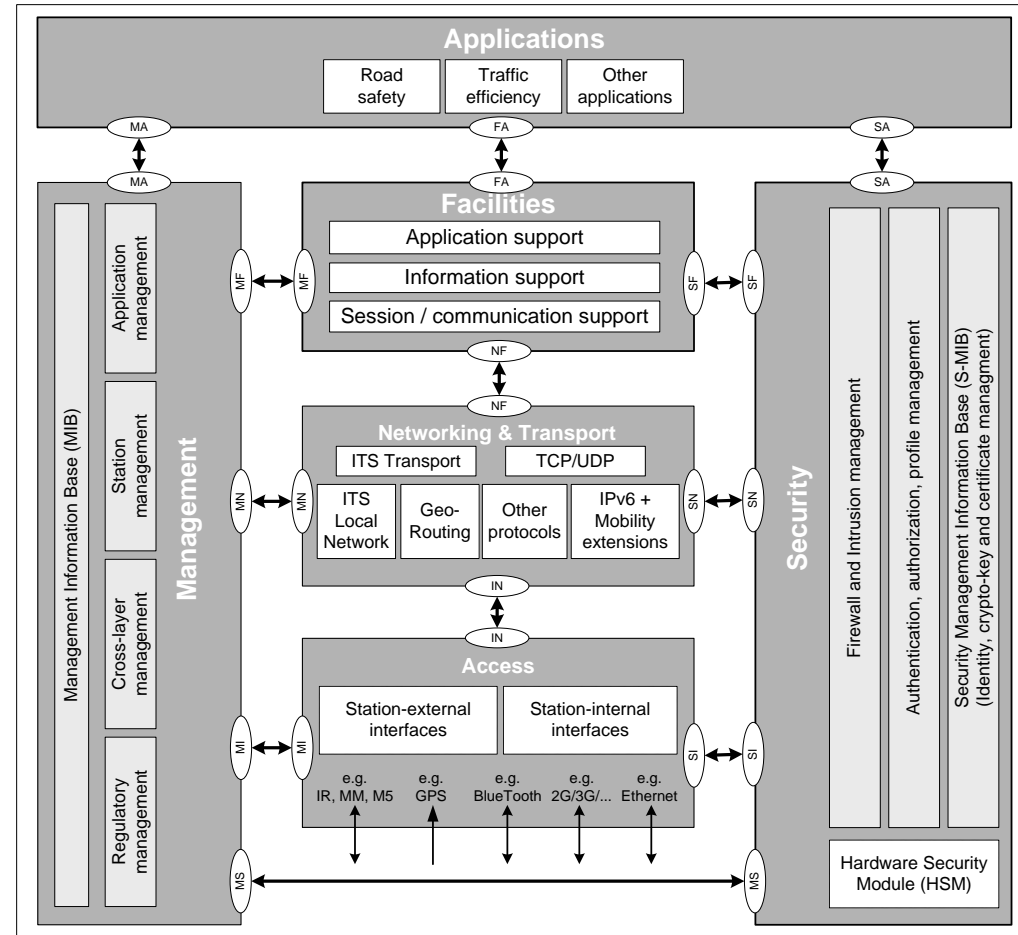 Applications
Road
safety
Traffic
efficiency
Other
applications
MA
FA
SA
MA
FA
SA
Management
Management Information Base (MIB)
Application
management
Station
management
Cross-layer
management
Regulatory
management
MF
MN
MI
MS
Facilities
Application support
Information support
Session / communication support
MF
SF
NF
NF
Networking & Transport
ITS Transport
TCP/UDP
ITS
Local
Network
Geo-
Routing
Other
protocols
IPv6 +
Mobility
extensions
MN
SN
IN
IN
Access
Station-external
interfaces
Station-internal
interfaces
MI
SI
e.g.
IR, MM, M5
e.g.
GPS
e.g.
BlueTooth
e.g.
2G/3G/...
e.g.
Ethernet
SF
SN
SI
MS
Security
Firewall and Intrusion management
Authentication, authorization, profile management
Security Management Information Base (S-MIB)
(Identity, crypto-key and certificate managment)
Hardware Security
Module (HSM)